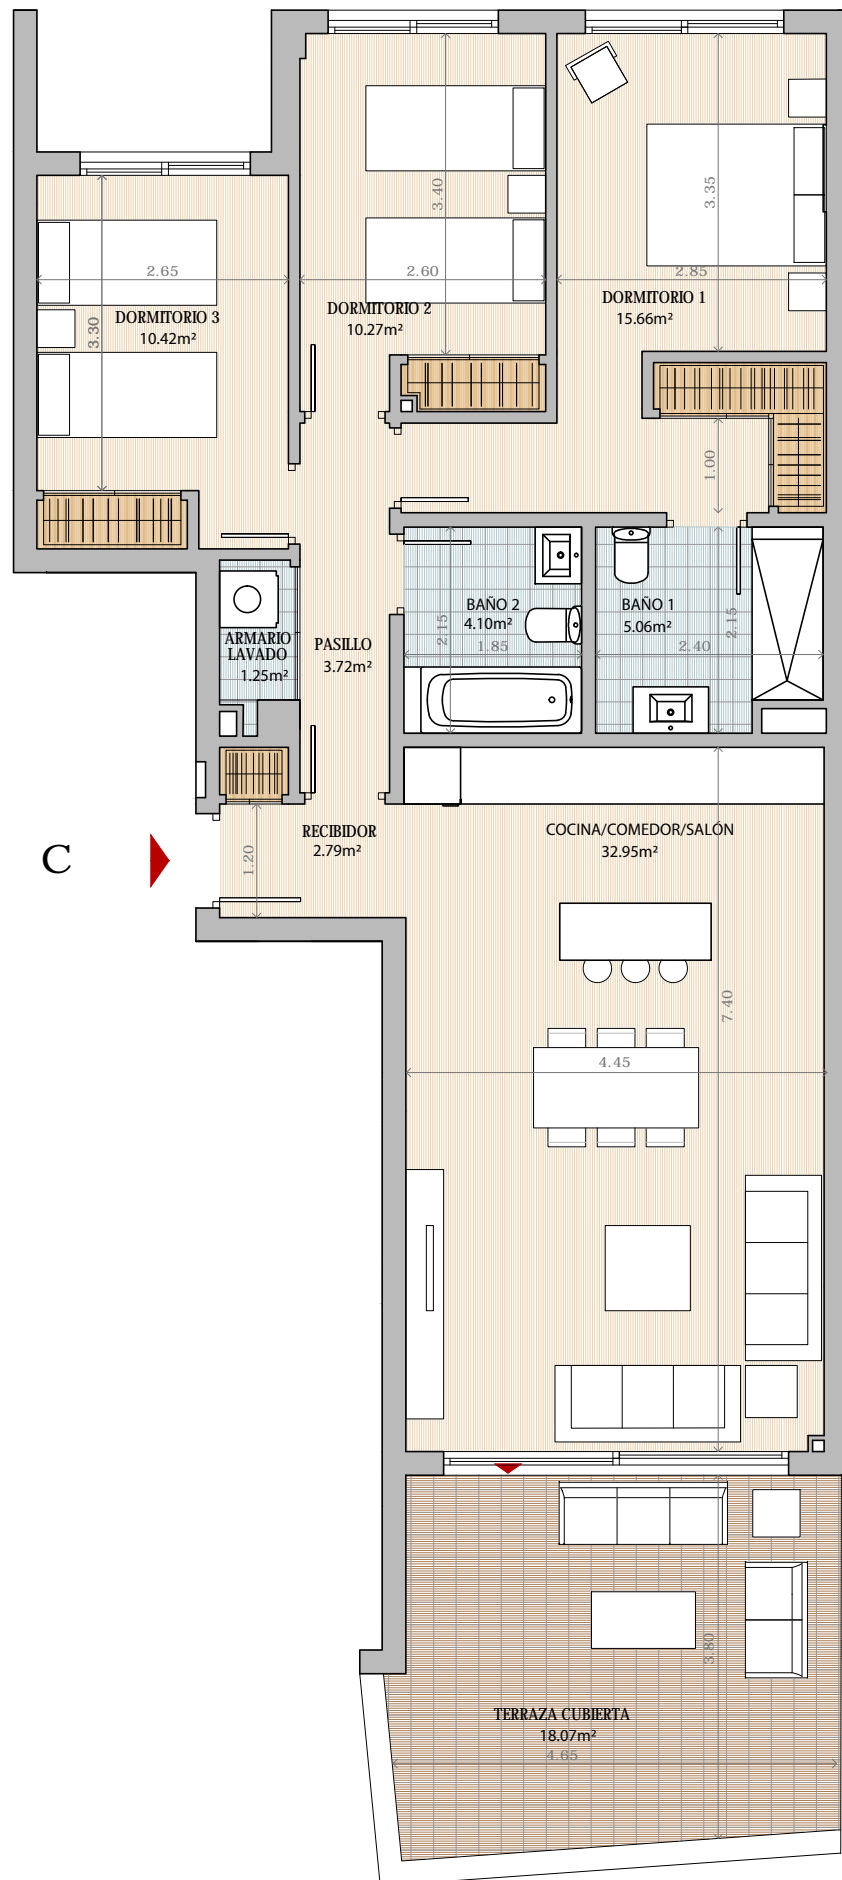 3.40
3.35
2.65
2.60
2.85
DORMITORIO 3
10.42m²
3.30
DORMITORIO 2
10.27m²
DORMITORIO 1
15.66m²
1.00
BAÑO 2
4.10m²
2.15
1.85
BAÑO 1
5.06m²
2.15
2.40
ARMARIO
LAVADO
1.25m²
PASILLO
3.72m²
C
1.20
RECIBIDOR
2.79m²
COCINA/COMEDOR/SALÓN
32.95m²
7.40
4.45
3.80
TERRAZA CUBIERTA
18.07m²
4.65